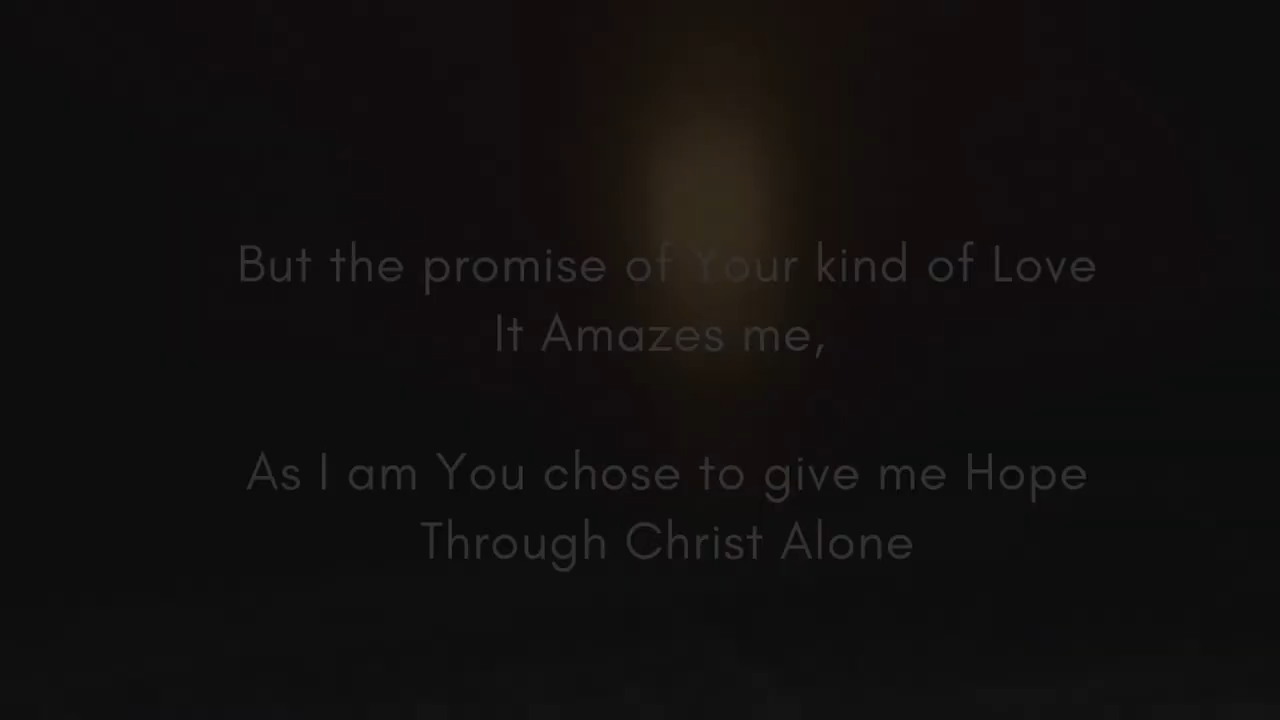 But the promise of Your kind of Love
It Amazes me,
As I am You chose to give me Hope
Through Christ Alone